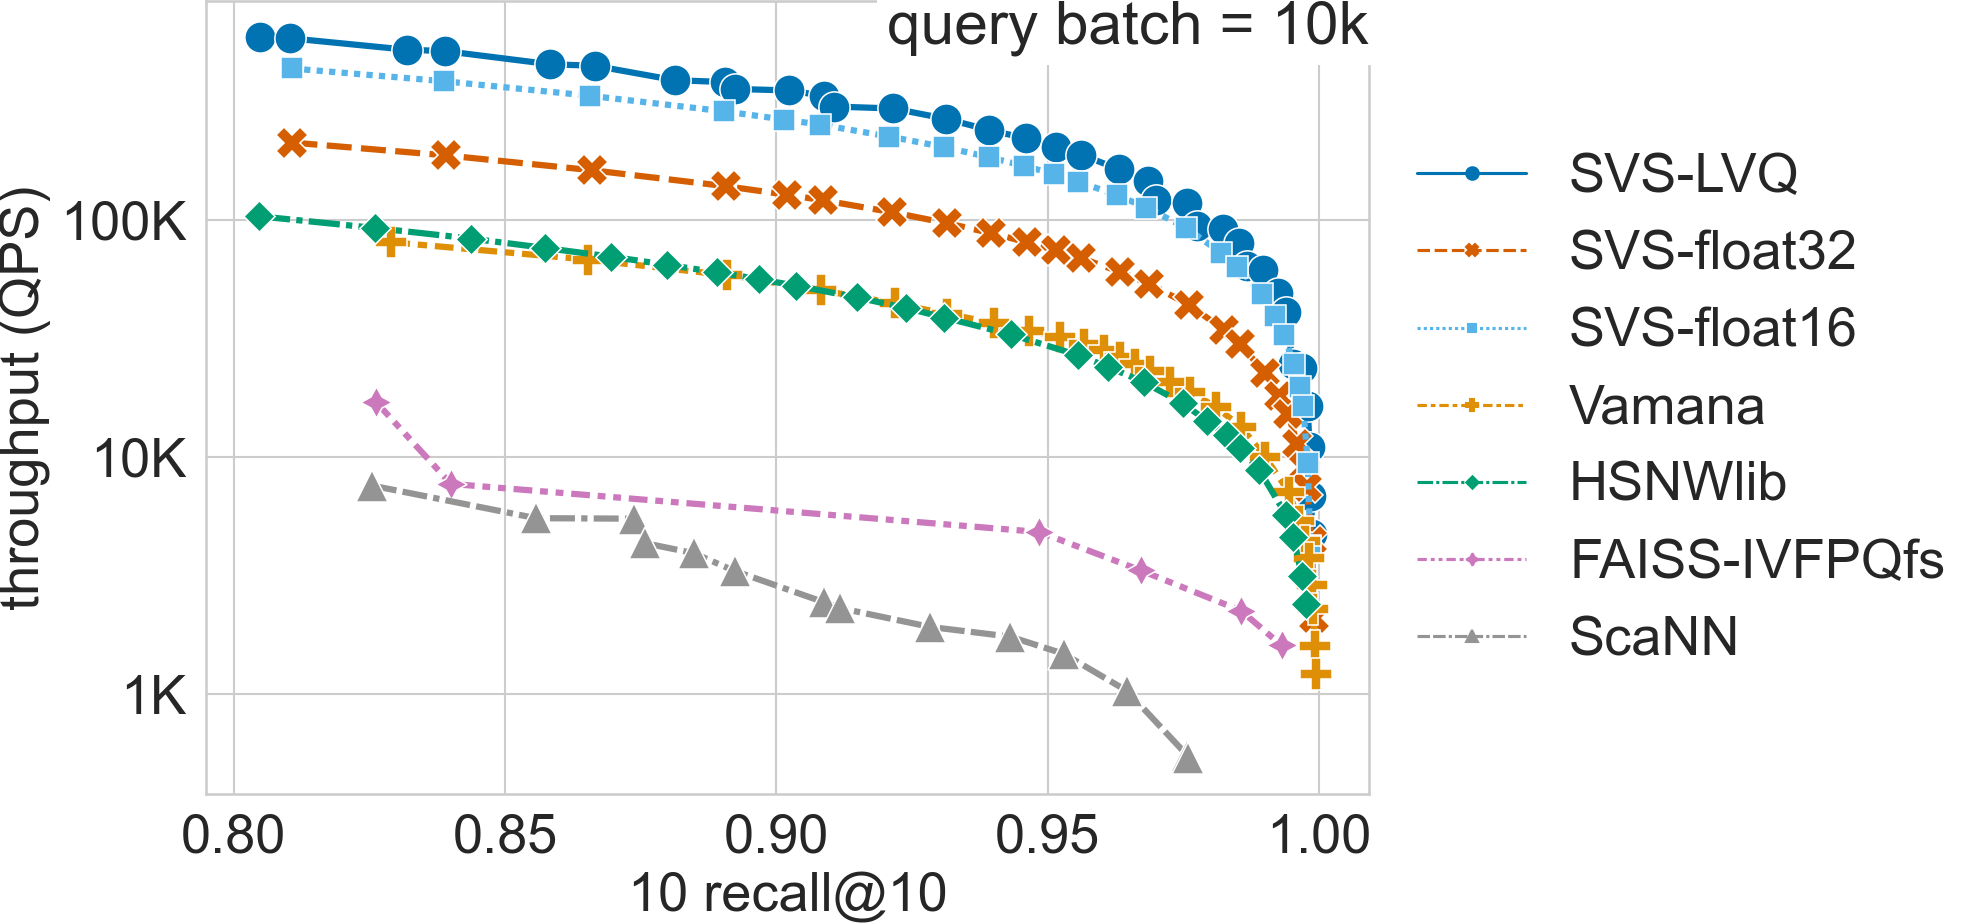 query batch = 10k
throughput (QPS)
100K
10K
1K
0.80 0.85 0.90 0.95 1.00
10 recall@10
SVS-LVQ
SVS-float32
SVS-float16
Vamana
HSNWlib
FAISS-IVFPQfs
ScaNN